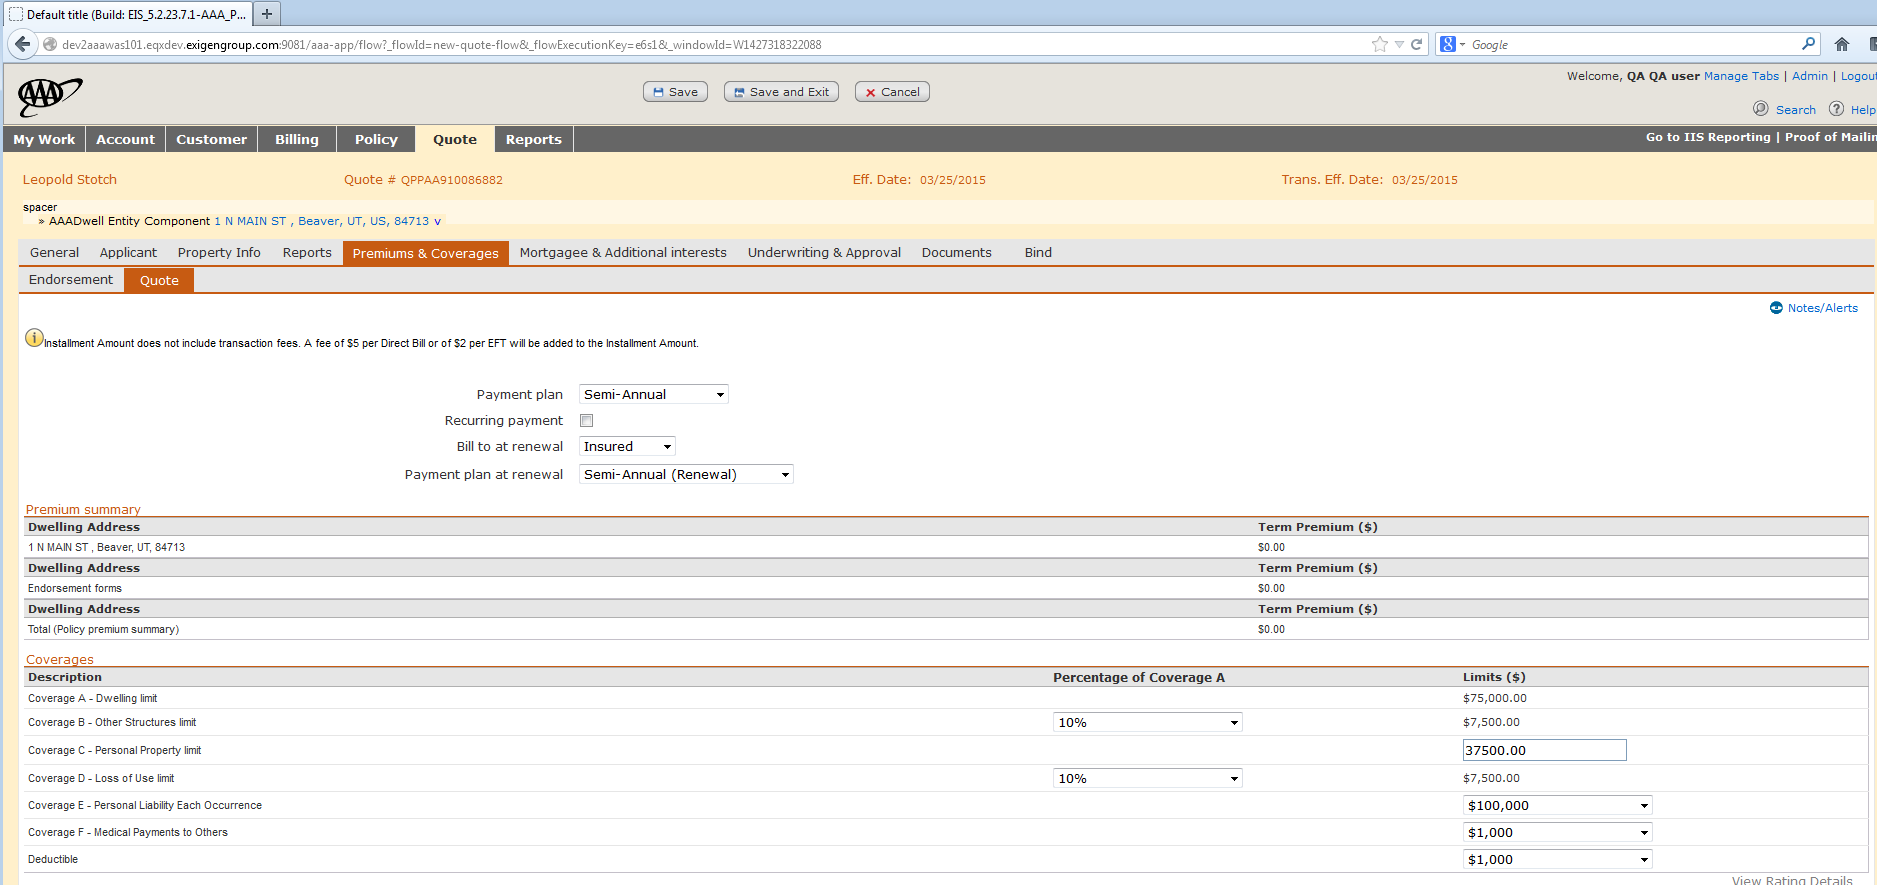 Default title (Build: EIS_5.2.23.7.1-AAA_P... +
dev2aaawas101.eqxdev.exigengroup.com:9081/aaa-app/flow?_flowId=new-quote-flow&_flowExecutionKey=e6s1&_windowId=W1427318322088
8 Google
Welcome, QA QA user Manage Tabs | Admin | Logout
AAA Save Save and Exit Cancel
Search ? Help
My Work Account Customer Billing Policy Quote Reports Go to IIS Reporting | Proof of Mailin
Leopold Stotch Quote # QPPAA910086882 Eff. Date: 03/25/2015 Trans. Eff. Date: 03/25/2015
spacer
» AAADwell Entity Component 1 N MAIN ST , Beaver, UT, US, 84713 v
General Applicant Property Info Reports Premiums & Coverages Mortgagee & Additional interests Underwriting & Approval Documents Bind
Endorsement Quote
Notes/Alerts
i Installment Amount does not include transaction fees. A fee of $5 per Direct Bill or of $2 per EFT will be added to the Installment Amount.
Payment plan Semi-Annual
Recurring payment
Bill to at renewal Insured
Payment plan at renewal Semi-Annual (Renewal)
Premium summary
Dwelling Address Term Premium ($)
1 N MAIN ST , Beaver, UT, 84713 $0.00
Dwelling Address Term Premium ($)
Endorsement forms $0.00
Dwelling Address Term Premium ($)
Total (Policy premium summary) $0.00
Coverages
Description Percentage of Coverage A Limits ($)
Coverage A - Dwelling limit $75,000.00
Coverage B - Other Structures limit 10% $7,500.00
Coverage C - Personal Property limit 37500.00
Coverage D - Loss of Use limit 10% $7,500.00
Coverage E - Personal Liability Each Occurrence $100,000
Coverage F - Medical Payments to Others $1,000
Deductible $1,000
View Rating Details